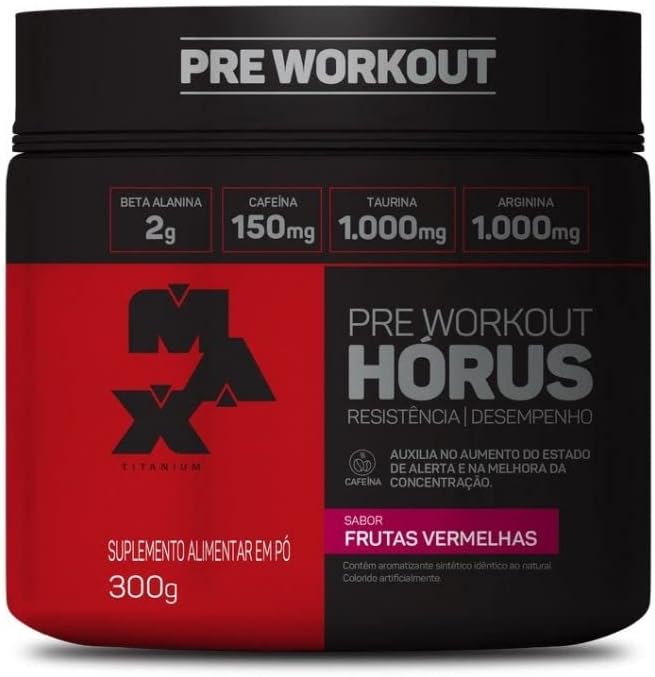 PRE WORKOUT
BETA ALANINA
2g
CAFEÍNA
150mg
TAURINA
1.000mg
ARGININA
1.000mg
MAX
TITANIUM
PRE WORKOUT
HÓRUS
RESISTÊNCIA|DESEMPENHO
CAFEÍNA
AUXILIA NO AUMENTO DO ESTADO
DE ALERTA E NA MELHORA DA
CONCENTRAÇÃO.
SABOR
FRUTAS VERMELHAS
Contém aromatizante sintético idêntico ao natural.
Colorido artificialmente.
SUPLEMENTO ALIMENTAR EM PÓ
300g